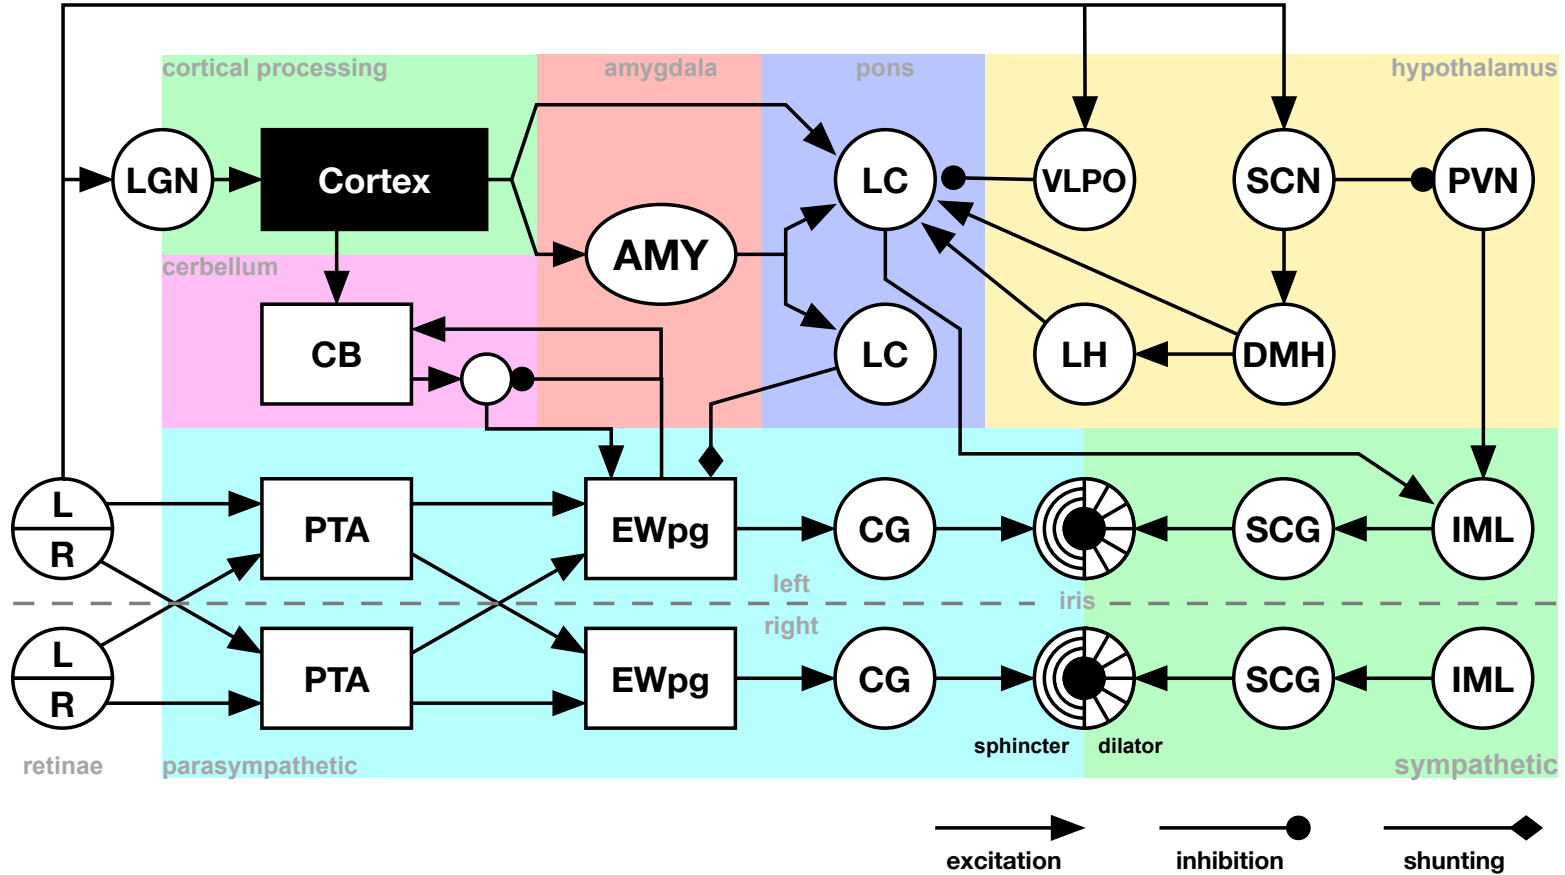 cortical processing
amygdala
pons
hypothalamus
LGN
Cortex
LC
VLPO
SCN
PVN
AMY
cerbellum
CB
LC
LH
DMH
L
R
PTA
EWpg
CG
SCG
IML
left
iris
right
L
R
PTA
EWpg
CG
SCG
IML
sphincter
dilator
retinae
parasympathetic
sympathetic
excitation
inhibition
shunting